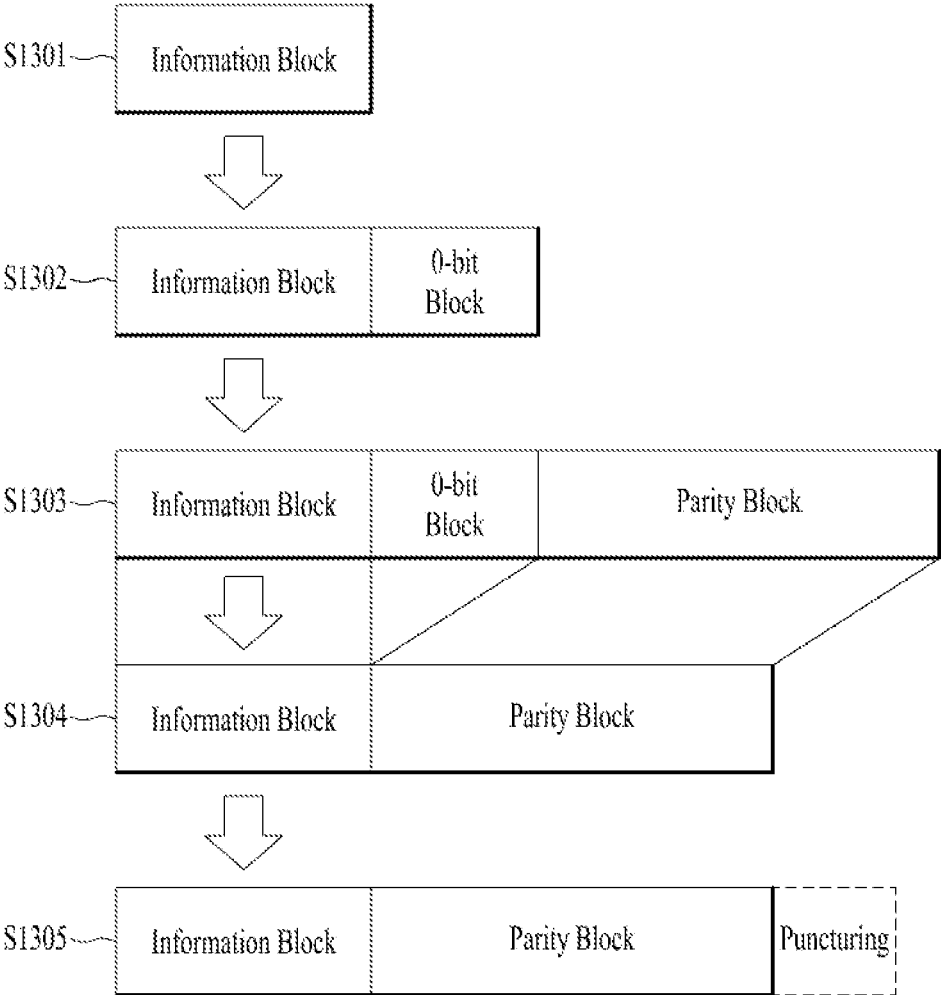 S1301 Information Block
S1302 Information Block 0-bit
Block
S1303 Information Block 0-bit
Block Parity Block
S1304 Information Block Parity Block
S1305 Information Block Parity Block Puncturing